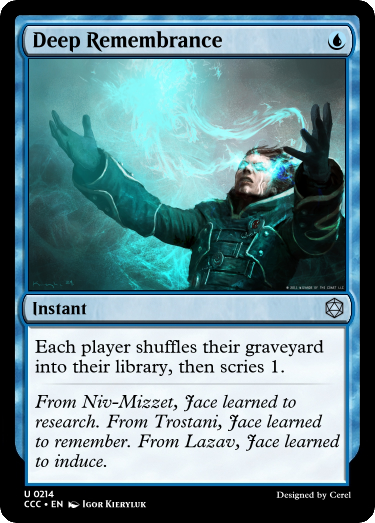 Deep Remembrance
Instant
Each player shuffles their graveyard
into their library, then scries 1.
From Niv-Mizzet, Jace learned to
research. From Trostani, Jace learned
to remember. From Lazav, Jace learned
to induce.
U 0214
Designed by Cerel
CCC • EN Igor Kieryluk